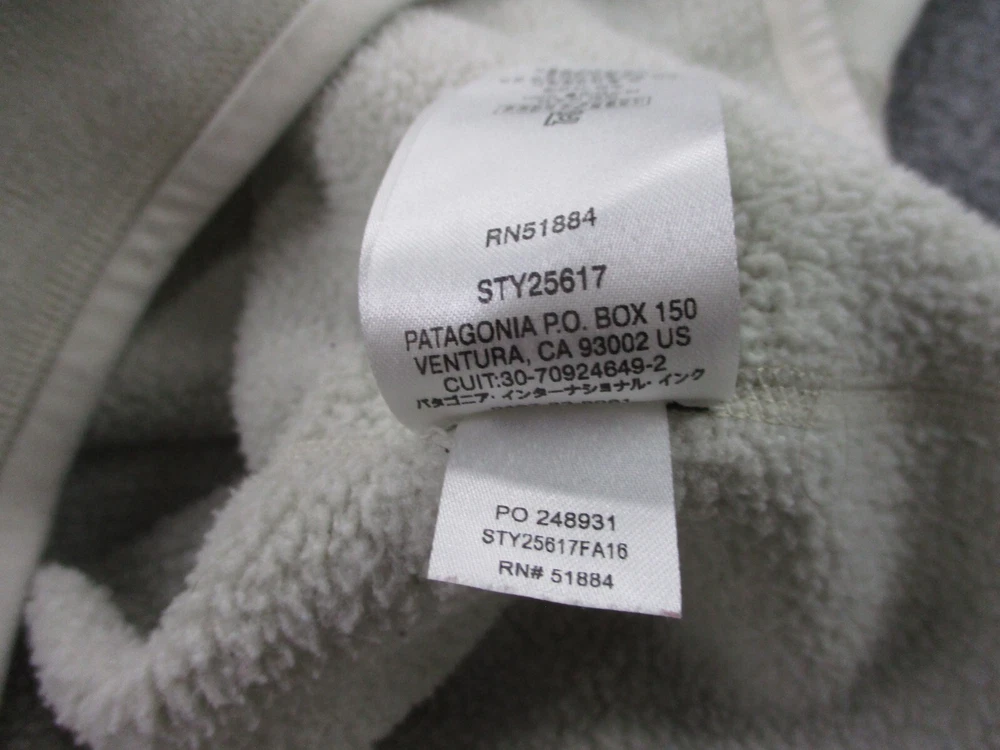 RN51884
STY25617
PATAGONIA P.O. BOX 150
VENTURA, CA 93002 US
CUIT:30-70924649-2
パタゴニア・インターナショナル・インク
PO 248931
STY25617FA16
RN# 51884